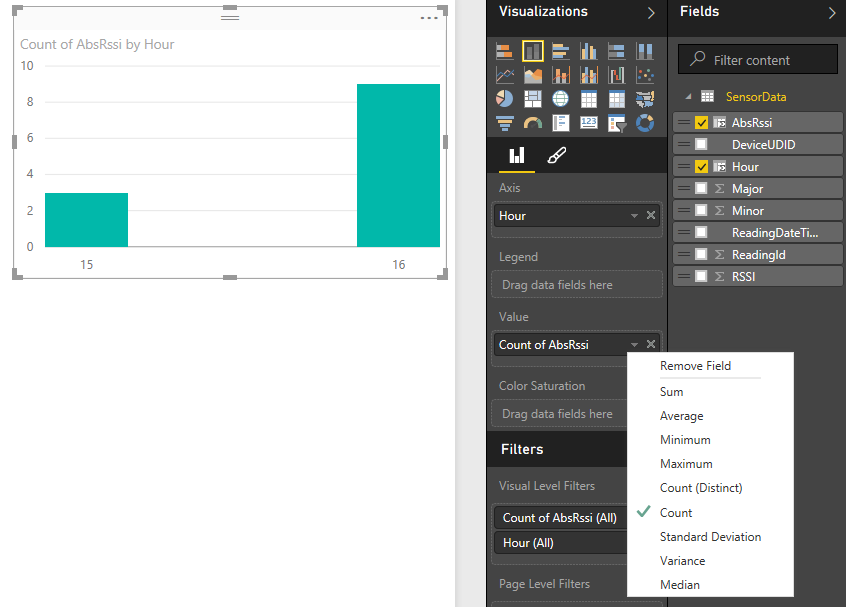 Count of AbsRssi by Hour
10
8
6
4
2
0
15
16
Visualizations
Fields
Filter content
123
SensorData
AbsRssi
DeviceUDID
Hour
Major
Minor
ReadingDateTi...
ReadingId
RSSI
Axis
Hour
Legend
Drag data fields here
Value
Count of AbsRssi
Color Saturation
Drag data fields here
Filters
Visual Level Filters
Count of AbsRssi (All)
Hour (All)
Page Level Filters
Remove Field
Sum
Average
Minimum
Maximum
Count (Distinct)
Count
Standard Deviation
Variance
Median